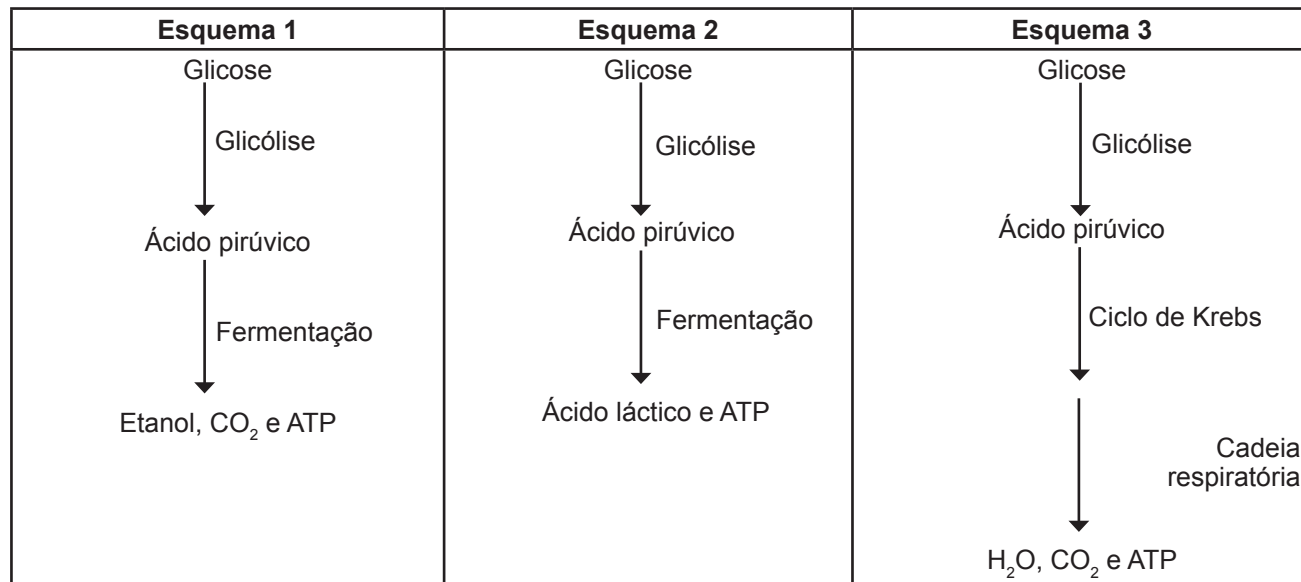 Esquema 1
Glicose
Glicólise
Ácido pirúvico
Fermentação
Etanol, CO₂ e ATP
Esquema 2
Glicose
Glicólise
Ácido pirúvico
Fermentação
Ácido láctico e ATP
Esquema 3
Glicose
Glicólise
Ácido pirúvico
Ciclo de Krebs
Cadeia
respiratória
H₂O, CO₂ e ATP